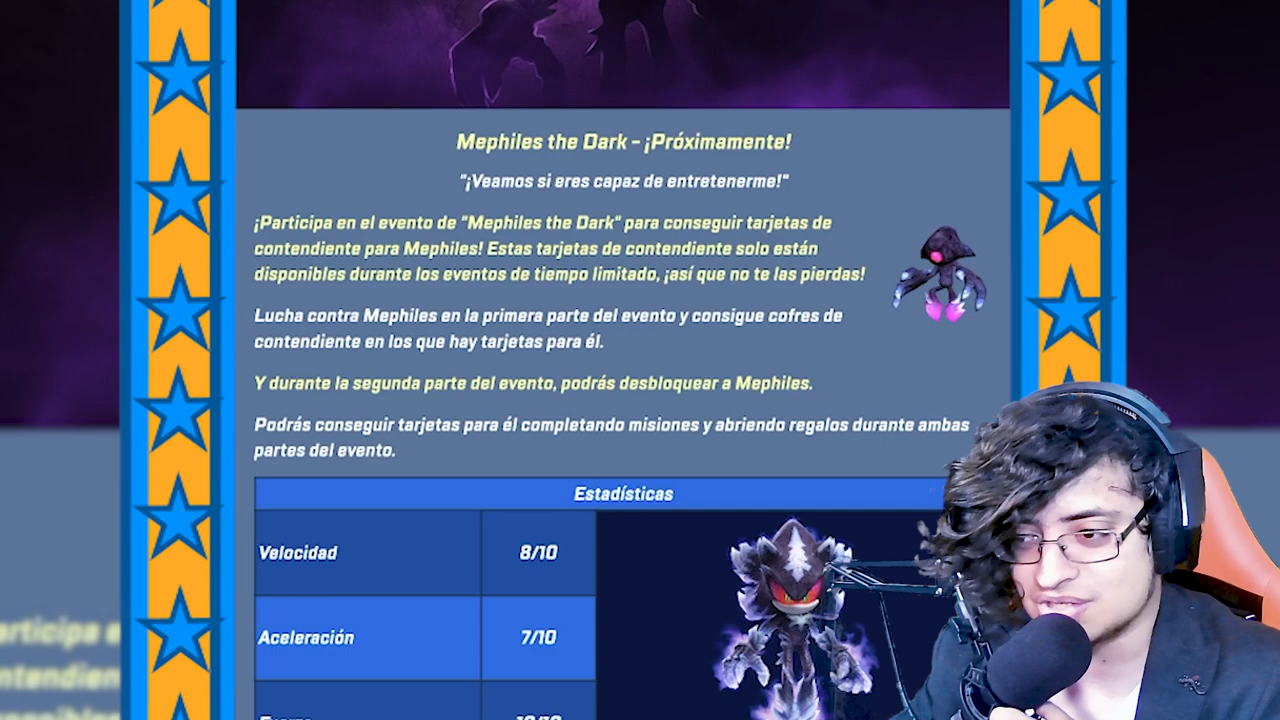 Mephiles the Dark - ¡Próximamente!
"¡Veamos si eres capaz de entretenerme!"
¡Participa en el evento de "Mephiles the Dark" para conseguir tarjetas de
contendiente para Mephiles! Estas tarjetas de contendiente solo están
disponibles durante los eventos de tiempo limitado, ¡así que no te las pierdas!
Lucha contra Mephiles en la primera parte del evento y consigue cofres de
contendiente en los que hay tarjetas para él.
Y durante la segunda parte del evento, podrás desbloquear a Mephiles.
Podrás conseguir tarjetas para él completando misiones y abriendo regalos durante ambas
partes del evento.
Estadísticas
Velocidad 8/10
Aceleración 7/10